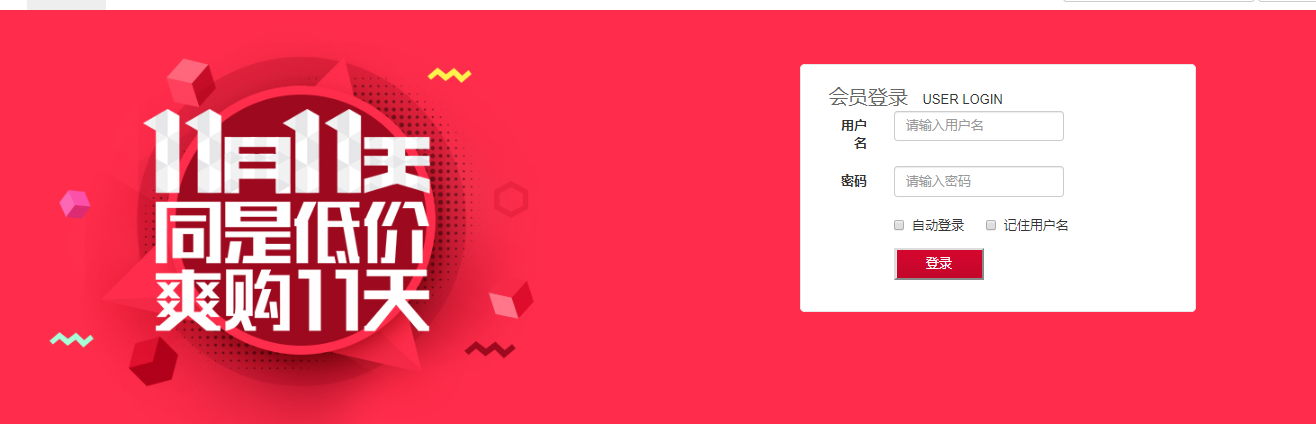 11月11天
同是低价
爽购11天
会员登录 USER LOGIN
用户
名
请输入用户名
密码 请输入密码
自动登录 记住用户名
登录